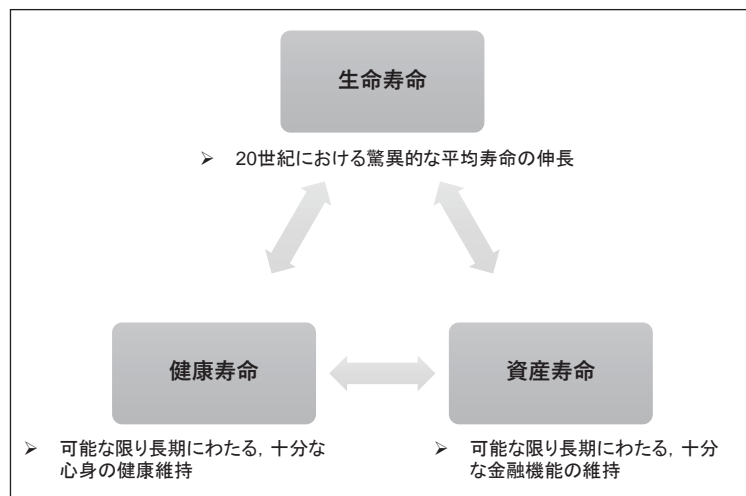 生命寿命
➢ 20世紀における驚異的な平均寿命の伸長
健康寿命
➢ 可能な限り長期にわたる, 十分な
心身の健康維持
資産寿命
➢ 可能な限り長期にわたる, 十分
な金融機能の維持